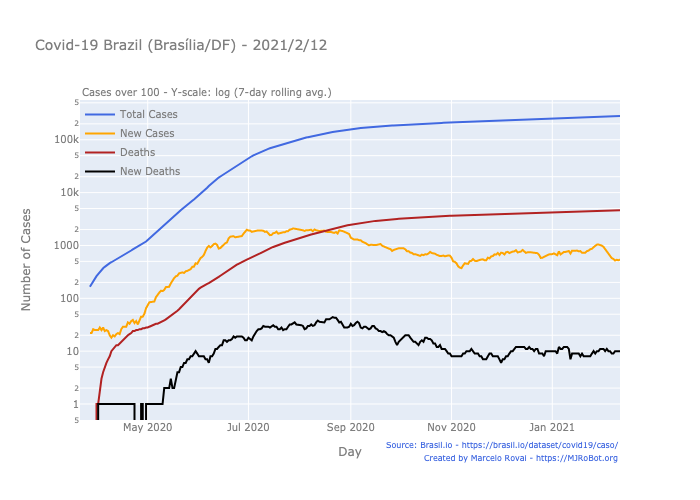 Covid-19 Brazil (Brasília/DF) - 2021/2/12
Cases over 100 - Y-scale: log (7-day rolling avg.)
Total Cases
New Cases
Deaths
New Deaths
Number of Cases
5
2
100k
5
2
10k
5
2
1000
5
2
100
5
2
10
5
2
1
5
May 2020
Jul 2020
Sep 2020
Nov 2020
Jan 2021
Day
Source: Brasil.io - https://brasil.io/dataset/covid19/caso/
Created by Marcelo Rovai - https://MJRoBot.org